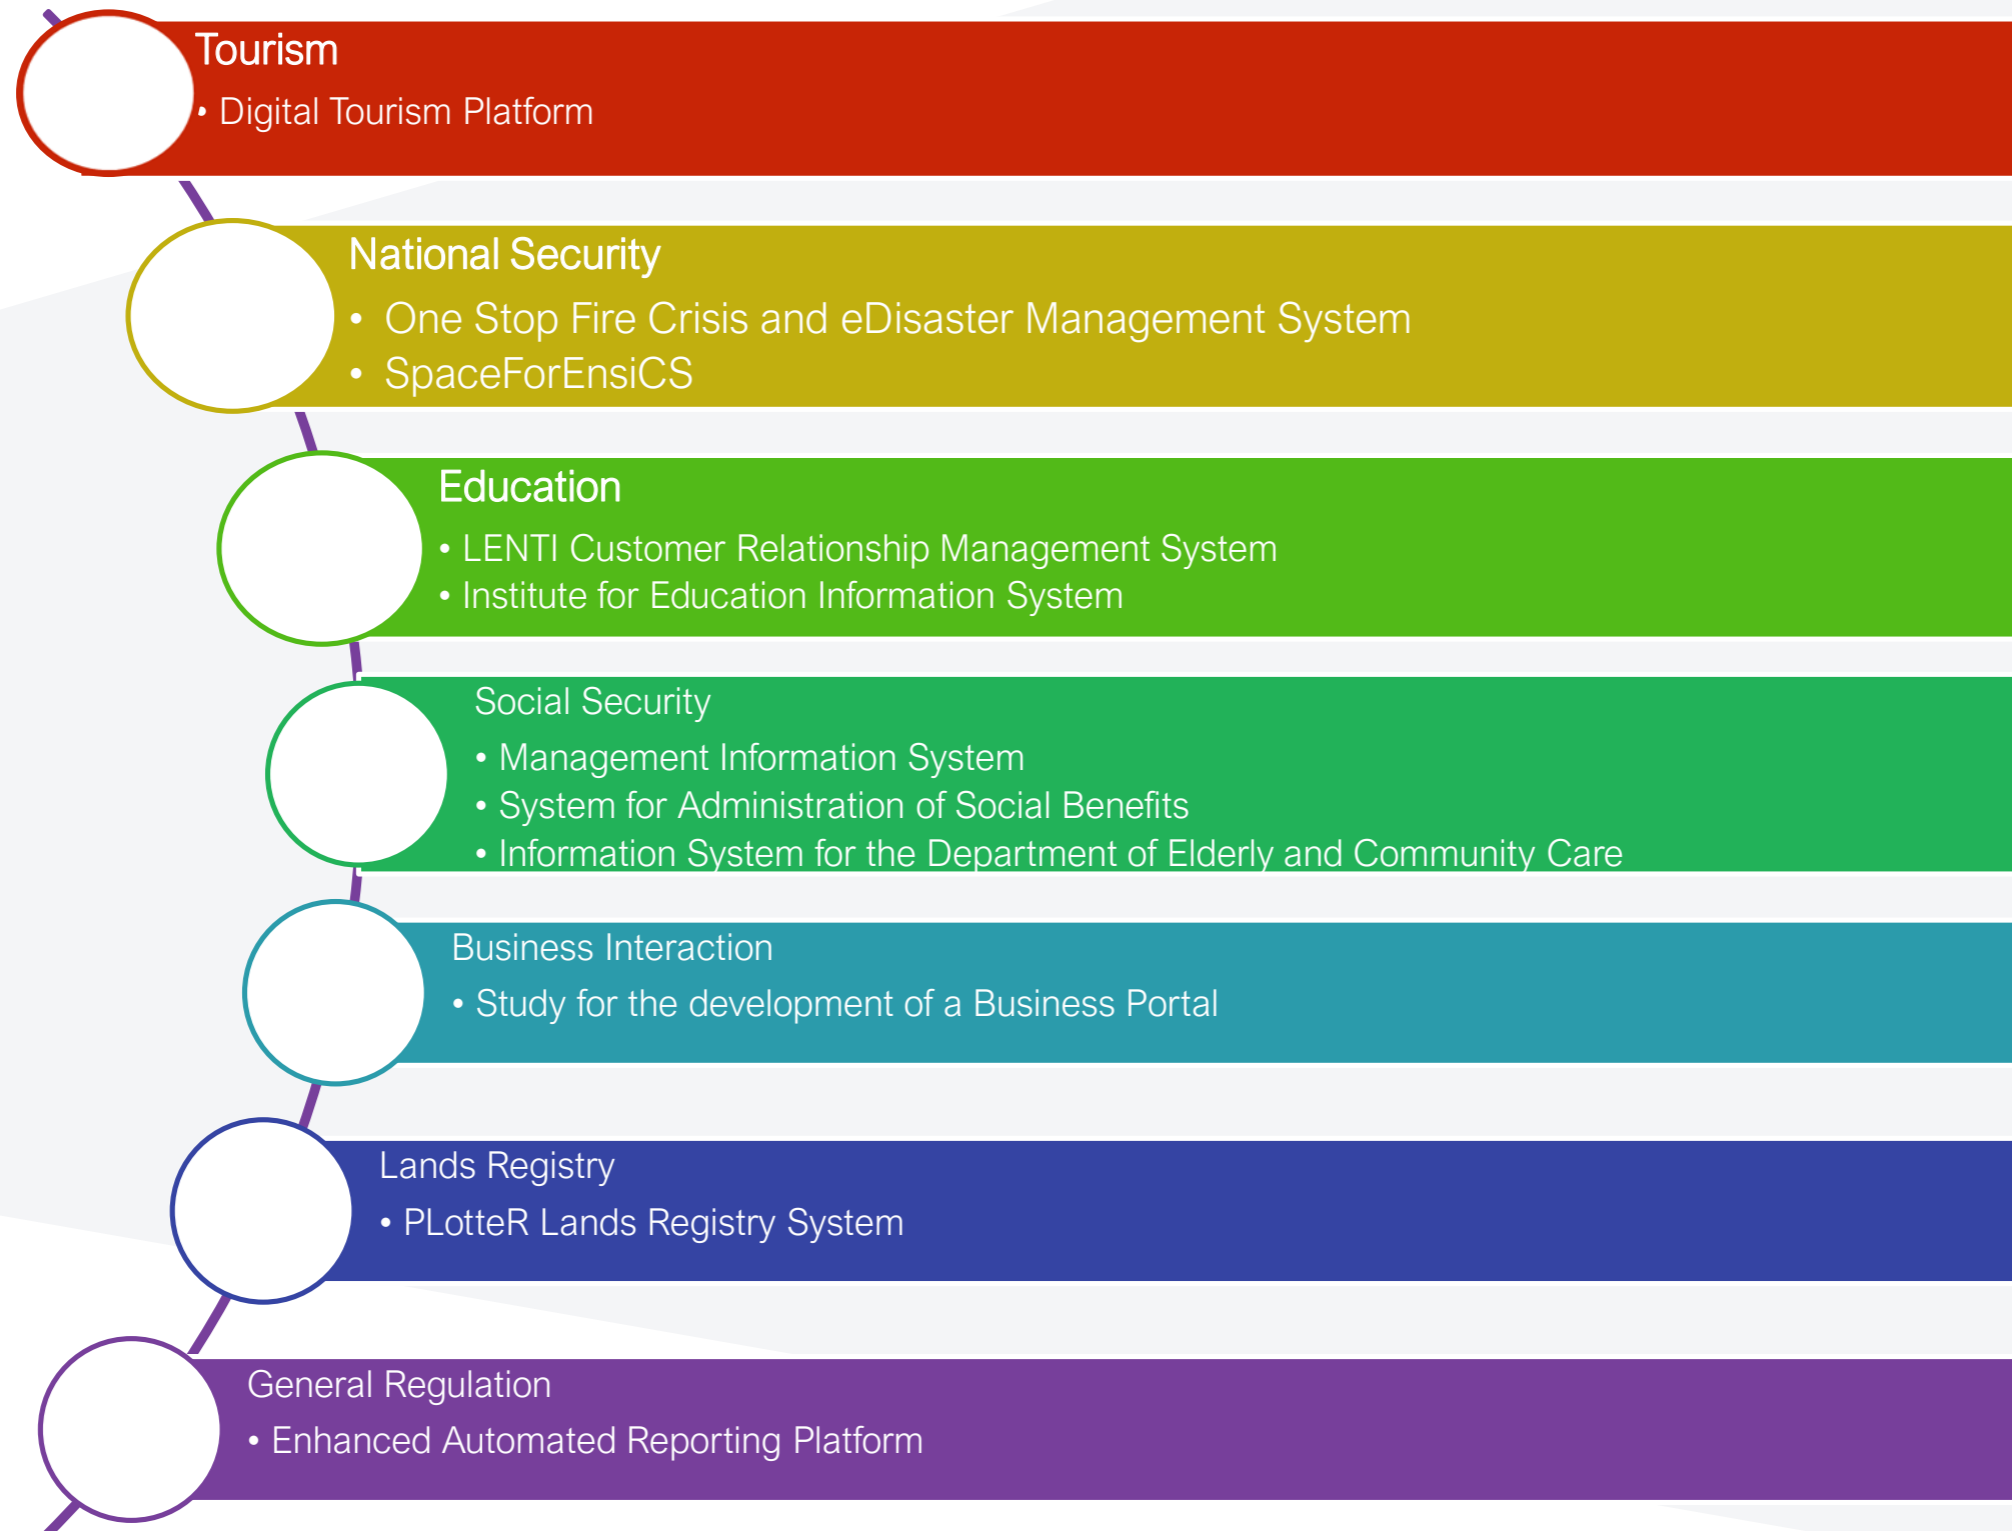 Tourism
• Digital Tourism Platform
National Security
• One Stop Fire Crisis and eDisaster Management System
• SpaceForEnsiCS
Education
• LENTI Customer Relationship Management System
• Institute for Education Information System
Social Security
• Management Information System
• System for Administration of Social Benefits
• Information System for the Department of Elderly and Community Care
Business Interaction
• Study for the development of a Business Portal
Lands Registry
• PLotteR Lands Registry System
General Regulation
• Enhanced Automated Reporting Platform